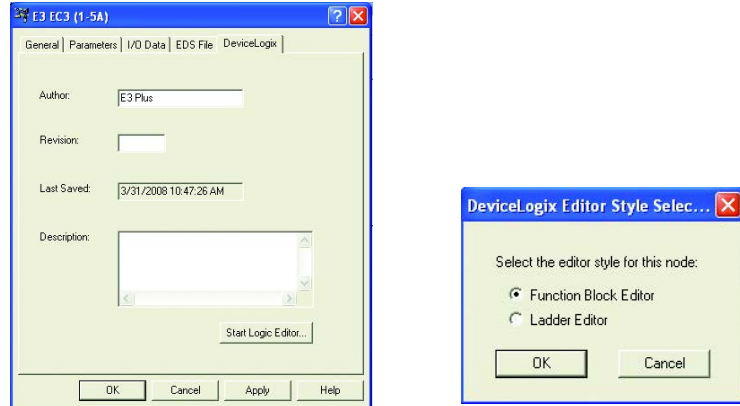 E3 EC3 (1-5A)
General Parameters I/O Data EDS File DeviceLogix
Author: E3 Plus
Revision:
Last Saved: 3/31/2008 10:47:26 AM
Description:
Start Logic Editor...
OK Cancel Apply Help
DeviceLogix Editor Style Selec...
Select the editor style for this node:
Function Block Editor
Ladder Editor
OK Cancel